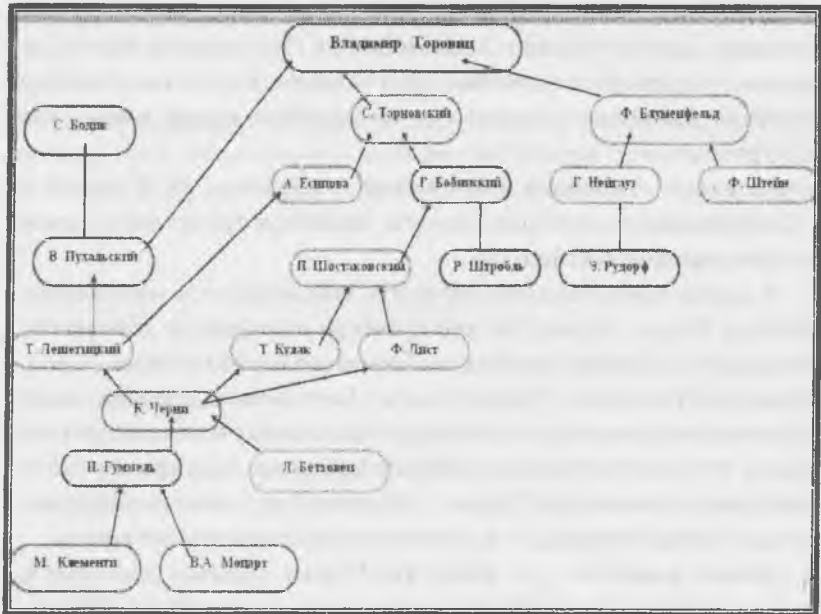 Владимир Горовиц
С. Тарновский
Ф. Блуменфельд
С. Бодик
А. Есипова
Г. Бобинский
Г. Нейгауз
Ф. Штейн
В. Пухальский
П. Шостаковский
Р. Штробль
Э. Рудорф
Т. Лешетицкий
Т. Кулак
Ф. Лист
К. Черни
И. Гуммель
Л. Бетховен
М. Клементи
В.А. Моцарт